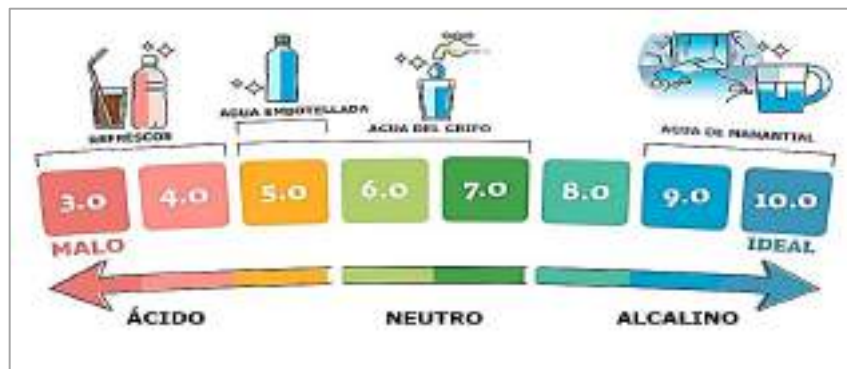 REFRESCOS
AGUA EMBOTELLADA
AGUA DEL GRIFO
AGUA DE MANANTIAL
3.0 4.0 5.0 6.0 7.0 8.0 9.0 10.0
MALO IDEAL
ÁCIDO NEUTRO ALCALINO